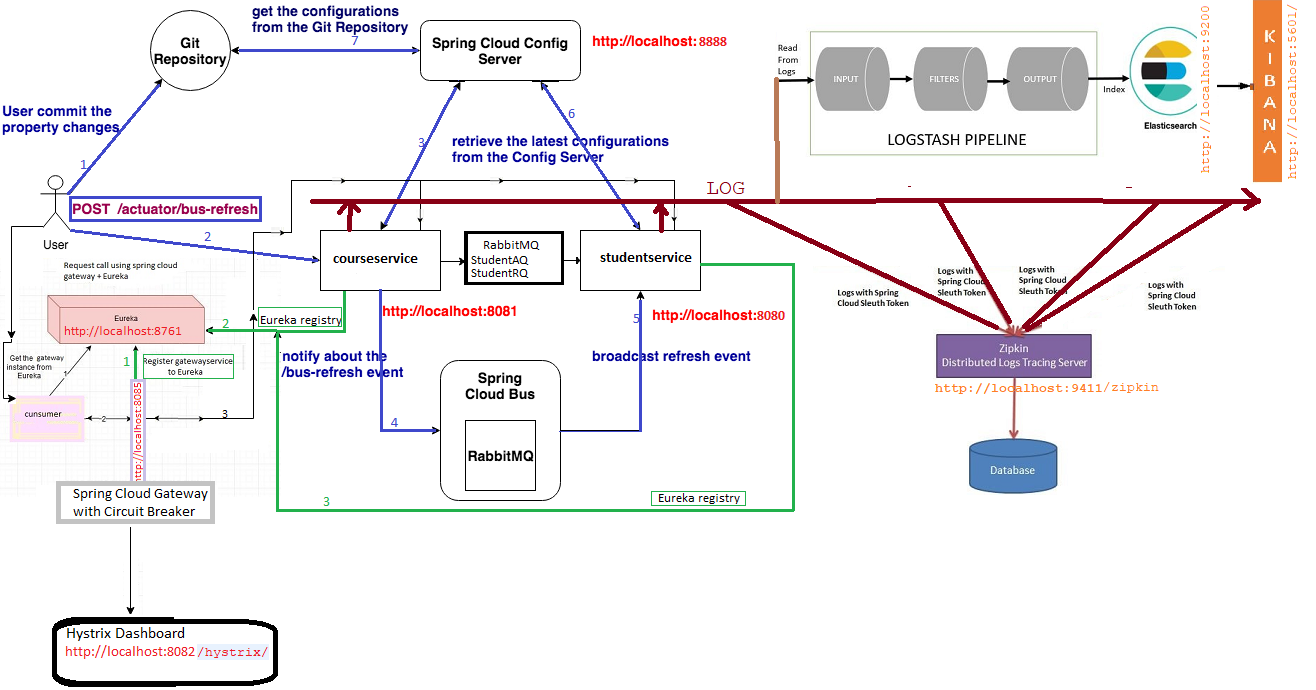 get the configurations
from the Git Repository
7
Git
Repository
Spring Cloud Config
Server
http://localhost:8888
Read
From
Logs
INPUT
FILTERS
OUTPUT
Index
LOGSTASH PIPELINE
Elasticsearch
http://localhost:9200
KIBANA
http://localhost:5601/
User commit the
property changes
1
3
6
retrieve the latest configurations
from the Config Server
POST /actuator/bus-refresh
LOG
User
2
courseservice
RabbitMQ
StudentAQ
StudentRQ
studentservice
Request call using spring cloud
gateway + Eureka
Eureka
http://localhost:8761
2
Eureka registry
http://localhost:8081
5
http://localhost:8080
Logs with Spring
Cloud Sleuth Token
Logs with
Spring Cloud
Sleuth Token
Logs with
Spring Cloud
Sleuth Token
Logs with
Spring Cloud
Sleuth Token
Zipkin
Distributed Logs Tracing Server
http://localhost:9411/zipkin
Database
Get the gateway
instance from
Eureka
1
1
Register gatewayservice
to Eureka
notify about the
/bus-refresh event
broadcast refresh event
Spring
Cloud Bus
RabbitMQ
4
cunsumer
2
http://localhost:8085
3
Spring Cloud Gateway
with Circuit Breaker
3
Eureka registry
Hystrix Dashboard
http://localhost:8082/hystrix/